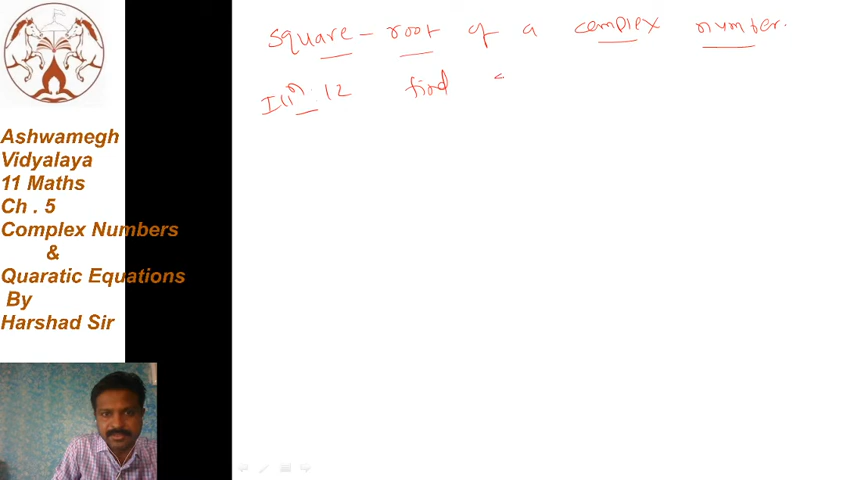 square - root of a complex number.
Illn. 12 find
Ashwamegh
Vidyalaya
11 Maths
Ch . 5
Complex Numbers
&
Quaratic Equations
By
Harshad Sir